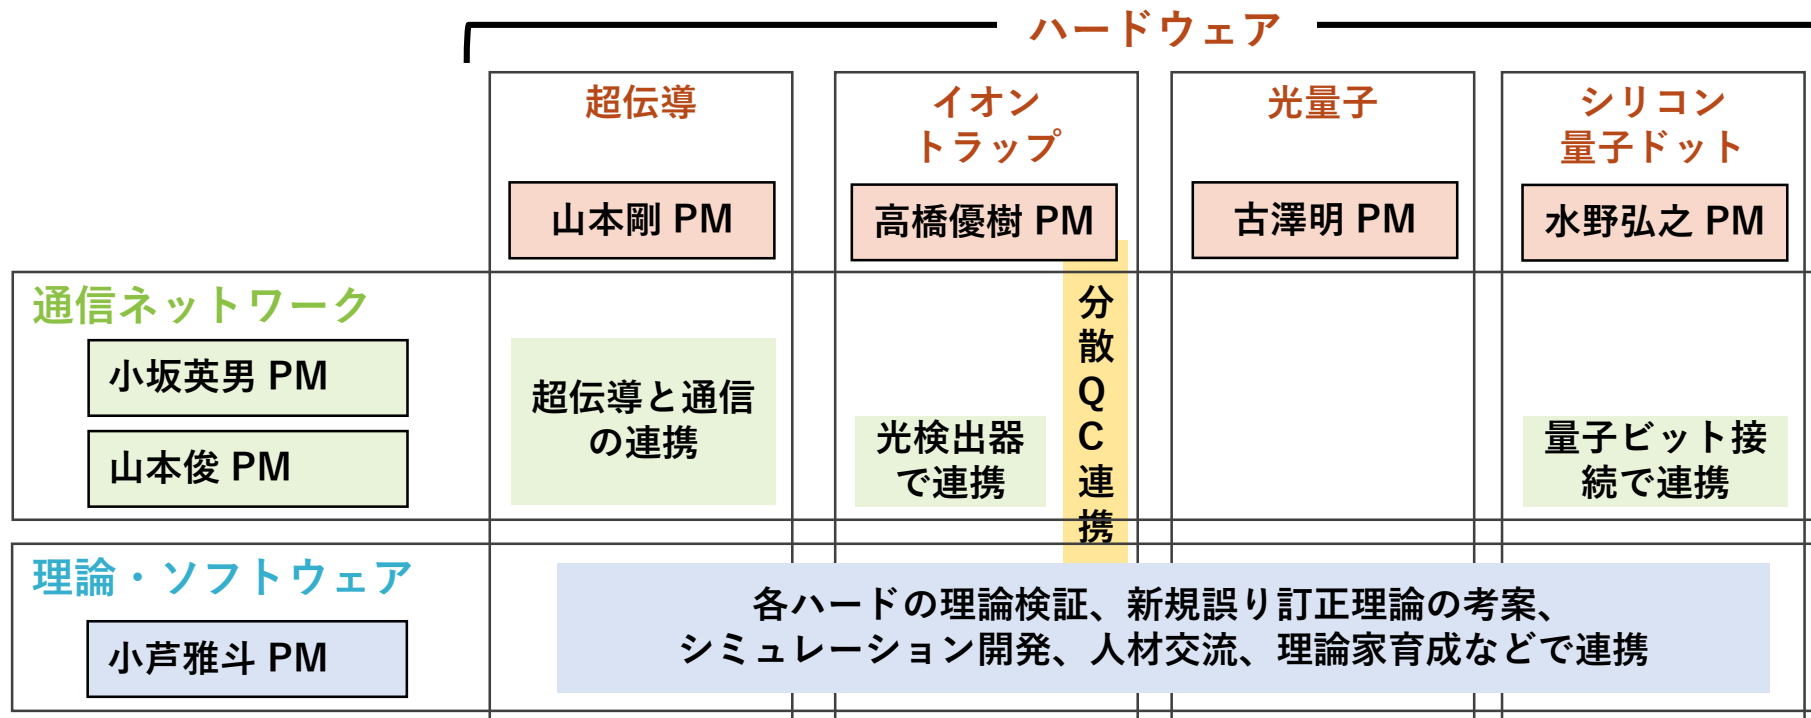 ハードウェア
超伝導
山本剛 PM
イオン
トラップ
高橋優樹 PM
光量子
古澤明 PM
シリコン
量子ドット
水野弘之 PM
通信ネットワーク
小坂英男 PM
山本俊 PM
超伝導と通信
の連携
光検出器
で連携
分散QC連携
量子ビット接
続で連携
理論・ソフトウェア
小芦雅斗 PM
各ハードの理論検証、新規誤り訂正理論の考案、
シミュレーション開発、人材交流、理論家育成などで連携